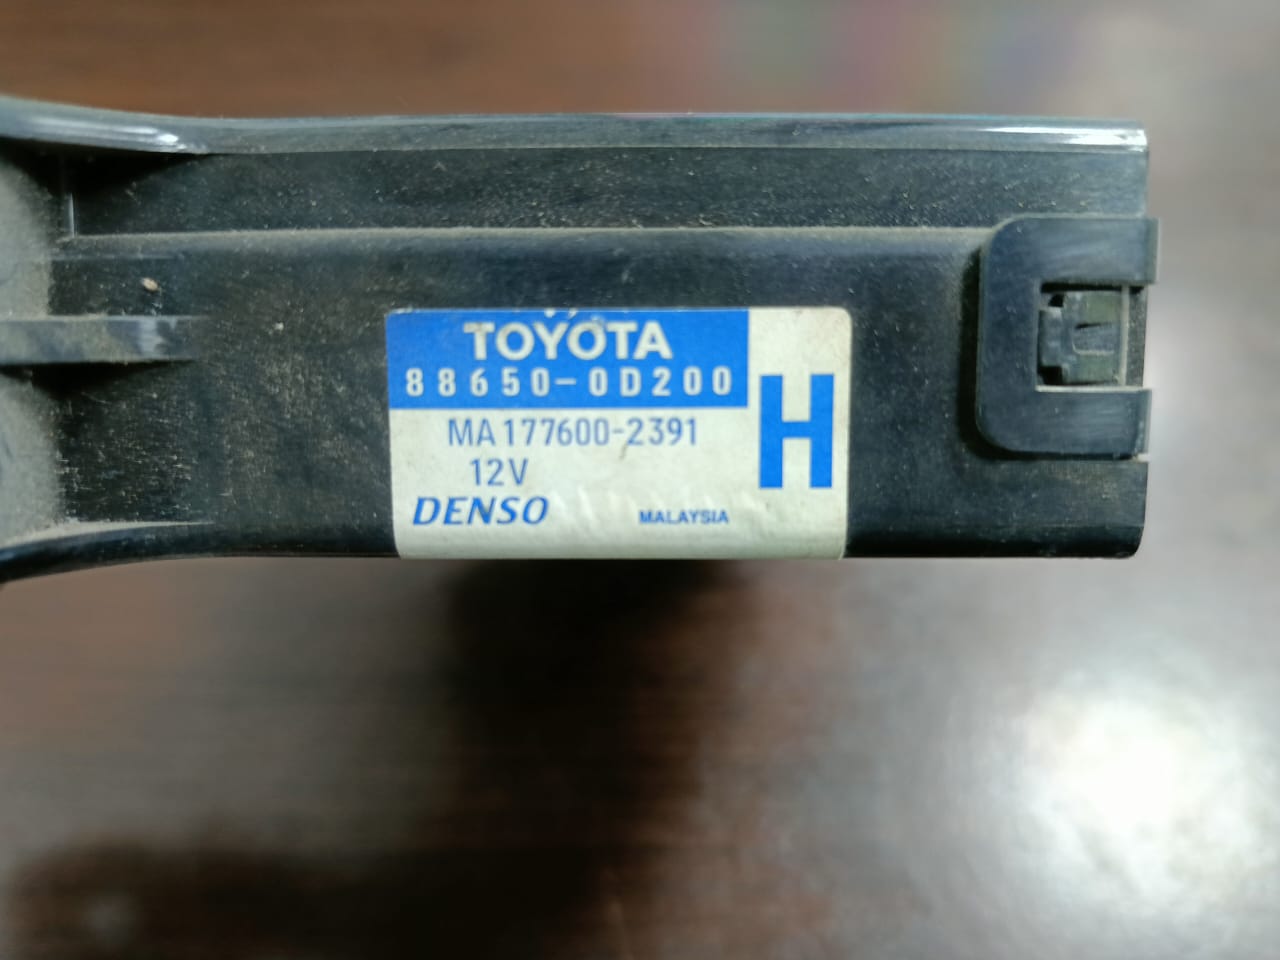 TOYOTA
88650-0D200
H
MA177600-2391
12V
DENSO
MALAYSIA